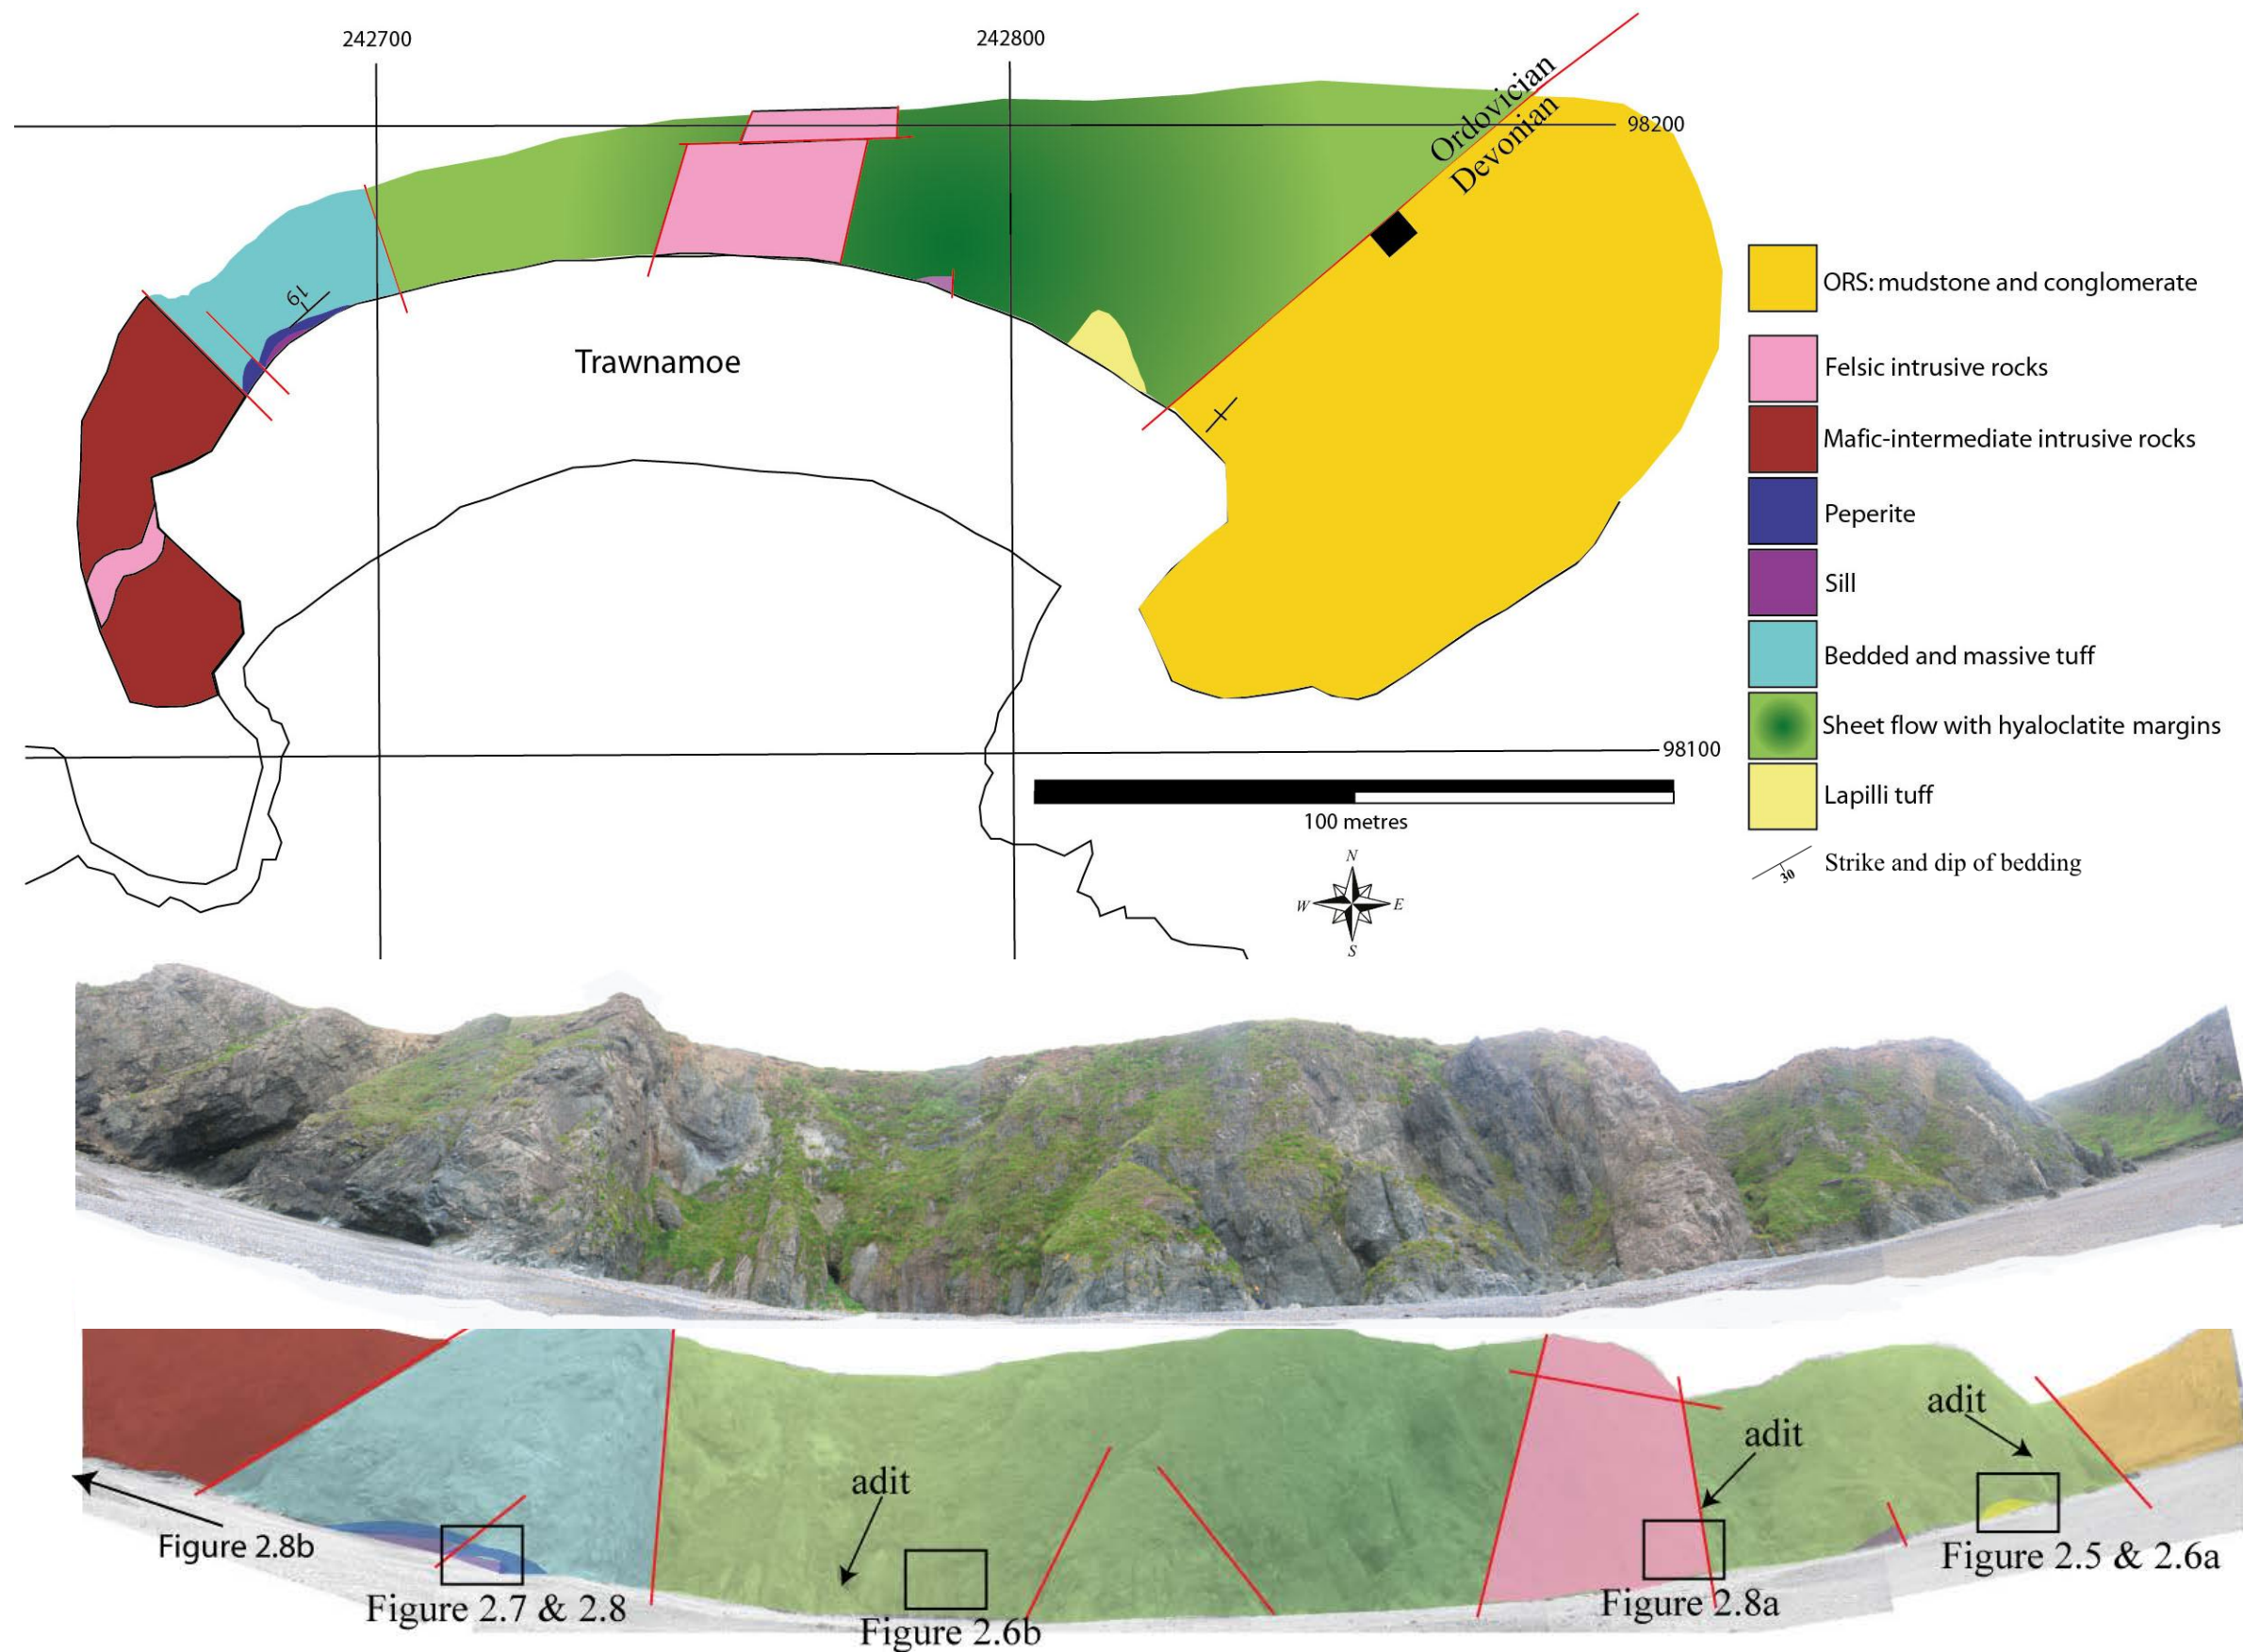 242700
242800
98200
Ordovician
Devonian
19
Trawnamoe
98100
100 metres
N
W E
S
ORS: mudstone and conglomerate
Felsic intrusive rocks
Mafic-intermediate intrusive rocks
Peperite
Sill
Bedded and massive tuff
Sheet flow with hyaloclatite margins
Lapilli tuff
30
Strike and dip of bedding
adit
adit
adit
Figure 2.8b
Figure 2.7 & 2.8
Figure 2.6b
Figure 2.8a
Figure 2.5 & 2.6a